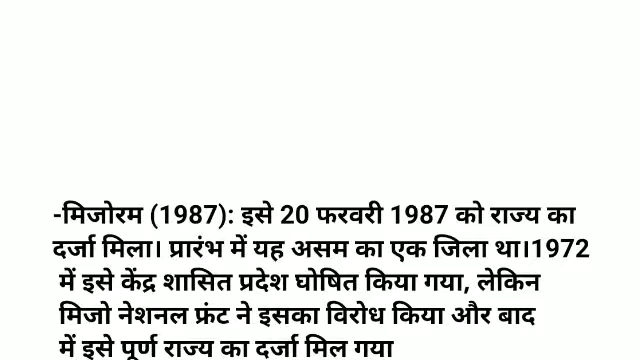 -मिजोरम (1987): इसे 20 फरवरी 1987 को राज्य का
दर्जा मिला। प्रारंभ में यह असम का एक जिला था।1972
में इसे केंद्र शासित प्रदेश घोषित किया गया, लेकिन
मिजो नेशनल फ्रंट ने इसका विरोध किया और बाद
में इसे पूर्ण राज्य का दर्जा मिल गया